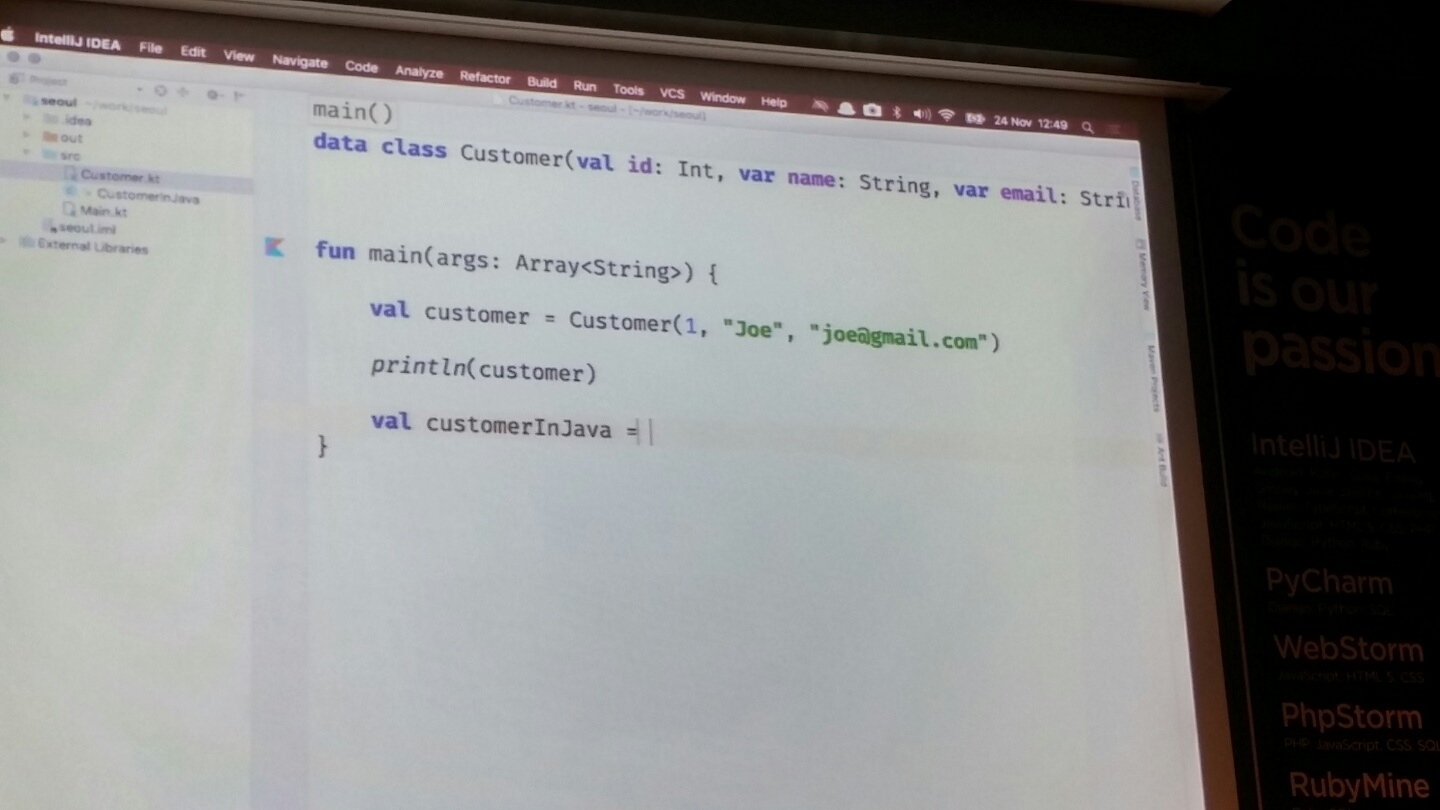 IntelliJ IDEA File Edit View Navigate Code Analyze Refactor Build Run Tools VCS Window Help 24 Nov 12:49
Project
Customer.kt - seoul - [~/work/seoul]
seoul ~/work/seoul
.idea
out
src
Customer.kt
CustomerInJava
Main.kt
seoul.iml
External Libraries
main()
data class Customer(val id: Int, var name: String, var email: Strin
fun main(args: Array<String>) {
val customer = Customer(1, "Joe", "joe@gmail.com")
println(customer)
val customerInJava =
}
Database
Memory View
Maven Projects
Ant Build
Code
is our
passion
IntelliJ IDEA
PyCharm
Django, Python, SQL
WebStorm
JavaScript, HTML 5, CSS
PhpStorm
PHP, JavaScript, CSS, SQL
RubyMine